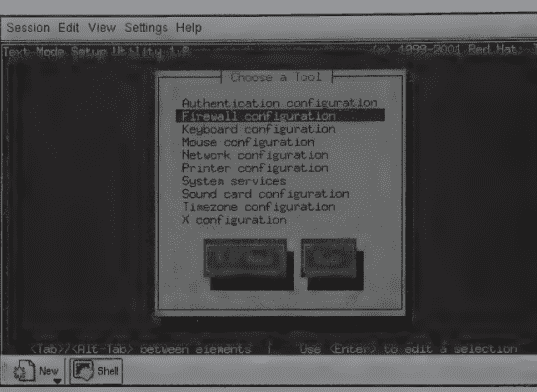 Session Edit View Settings Help
Text Mode Setup Utility 1.0 (c) 1999-2001 Red Hat,
Choose a Tool
Authentication configuration
Firewall configuration
Keyboard configuration
Mouse configuration
Network configuration
Printer configuration
System services
Sound card configuration
Timezone configuration
X configuration
<Tab>/<Alt-Tab> between elements | Use <Enter> to edit a selection
New Shell